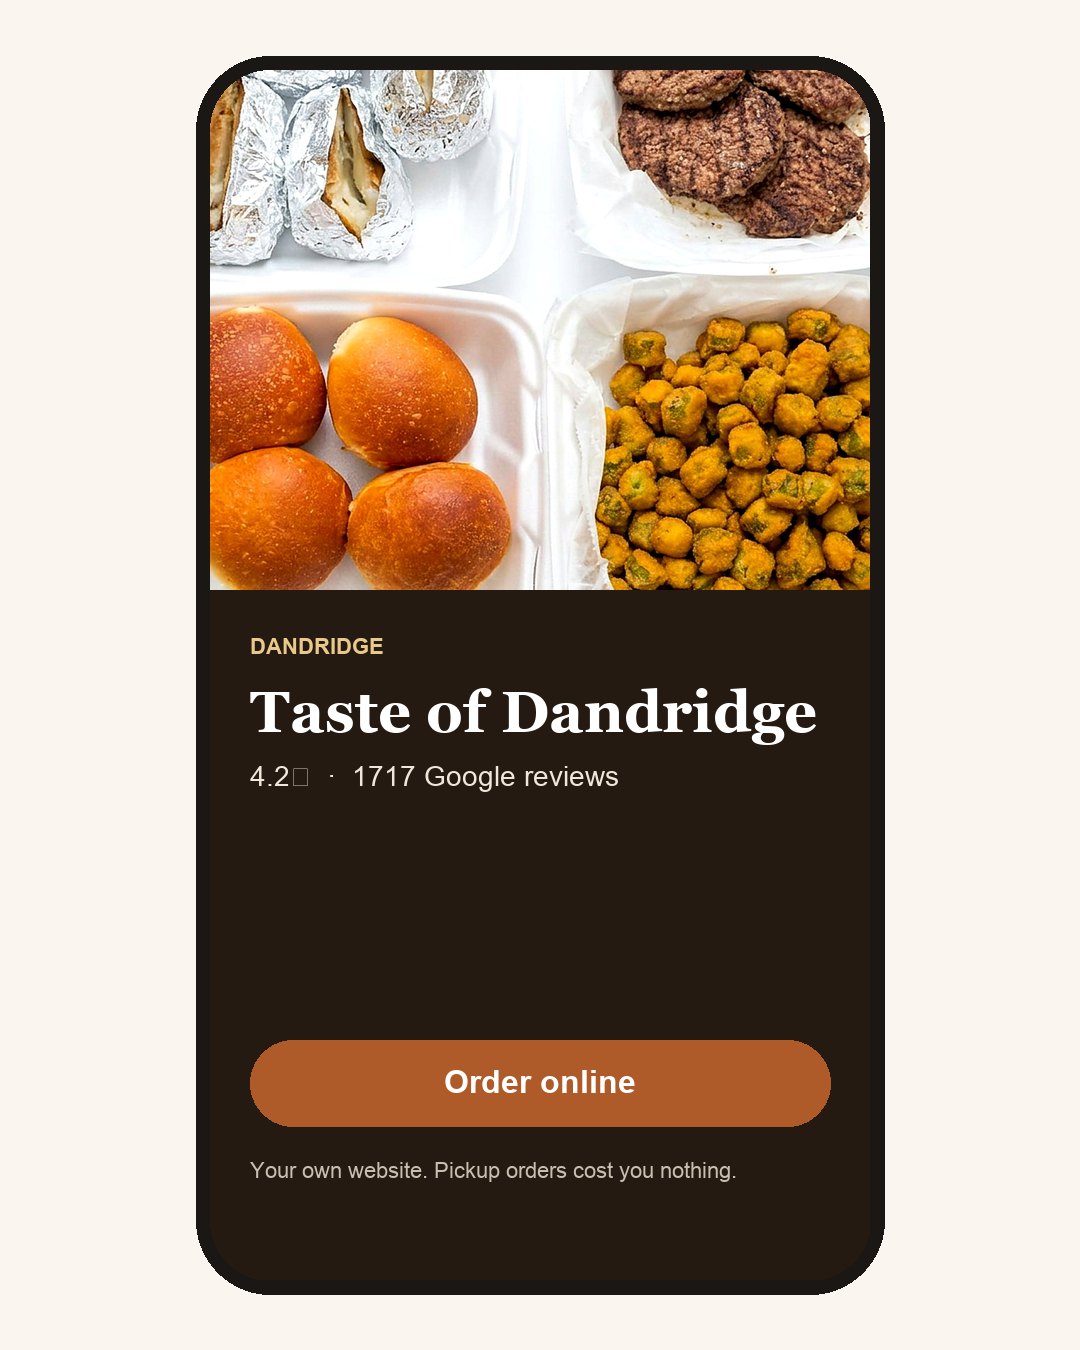 DANDRIDGE
Taste of Dandridge
4.2□ · 1717 Google reviews
Order online
Your own website. Pickup orders cost you nothing.